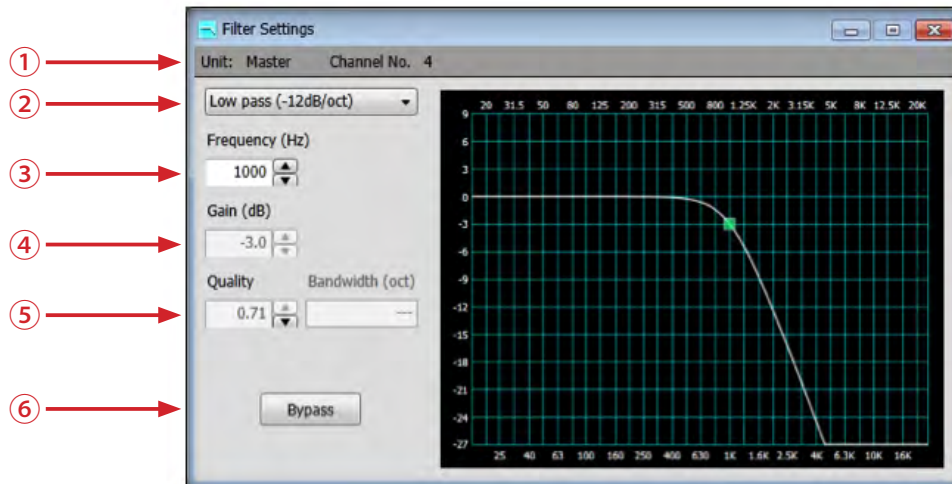 Filter Settings
① Unit: Master Channel No. 4
② Low pass (-12dB/oct)
Frequency (Hz)
③ 1000
Gain (dB)
④ -3.0
Quality Bandwidth (oct)
⑤ 0.71 ---
⑥ Bypass
20 31.5 50 80 125 200 315 500 800 1.25K 2K 3.15K 5K 8K 12.5K 20K
9
6
3
0
-3
-6
-9
-12
-15
-18
-21
-24
-27
25 40 63 100 160 250 400 630 1K 1.6K 2.5K 4K 6.3K 10K 16K